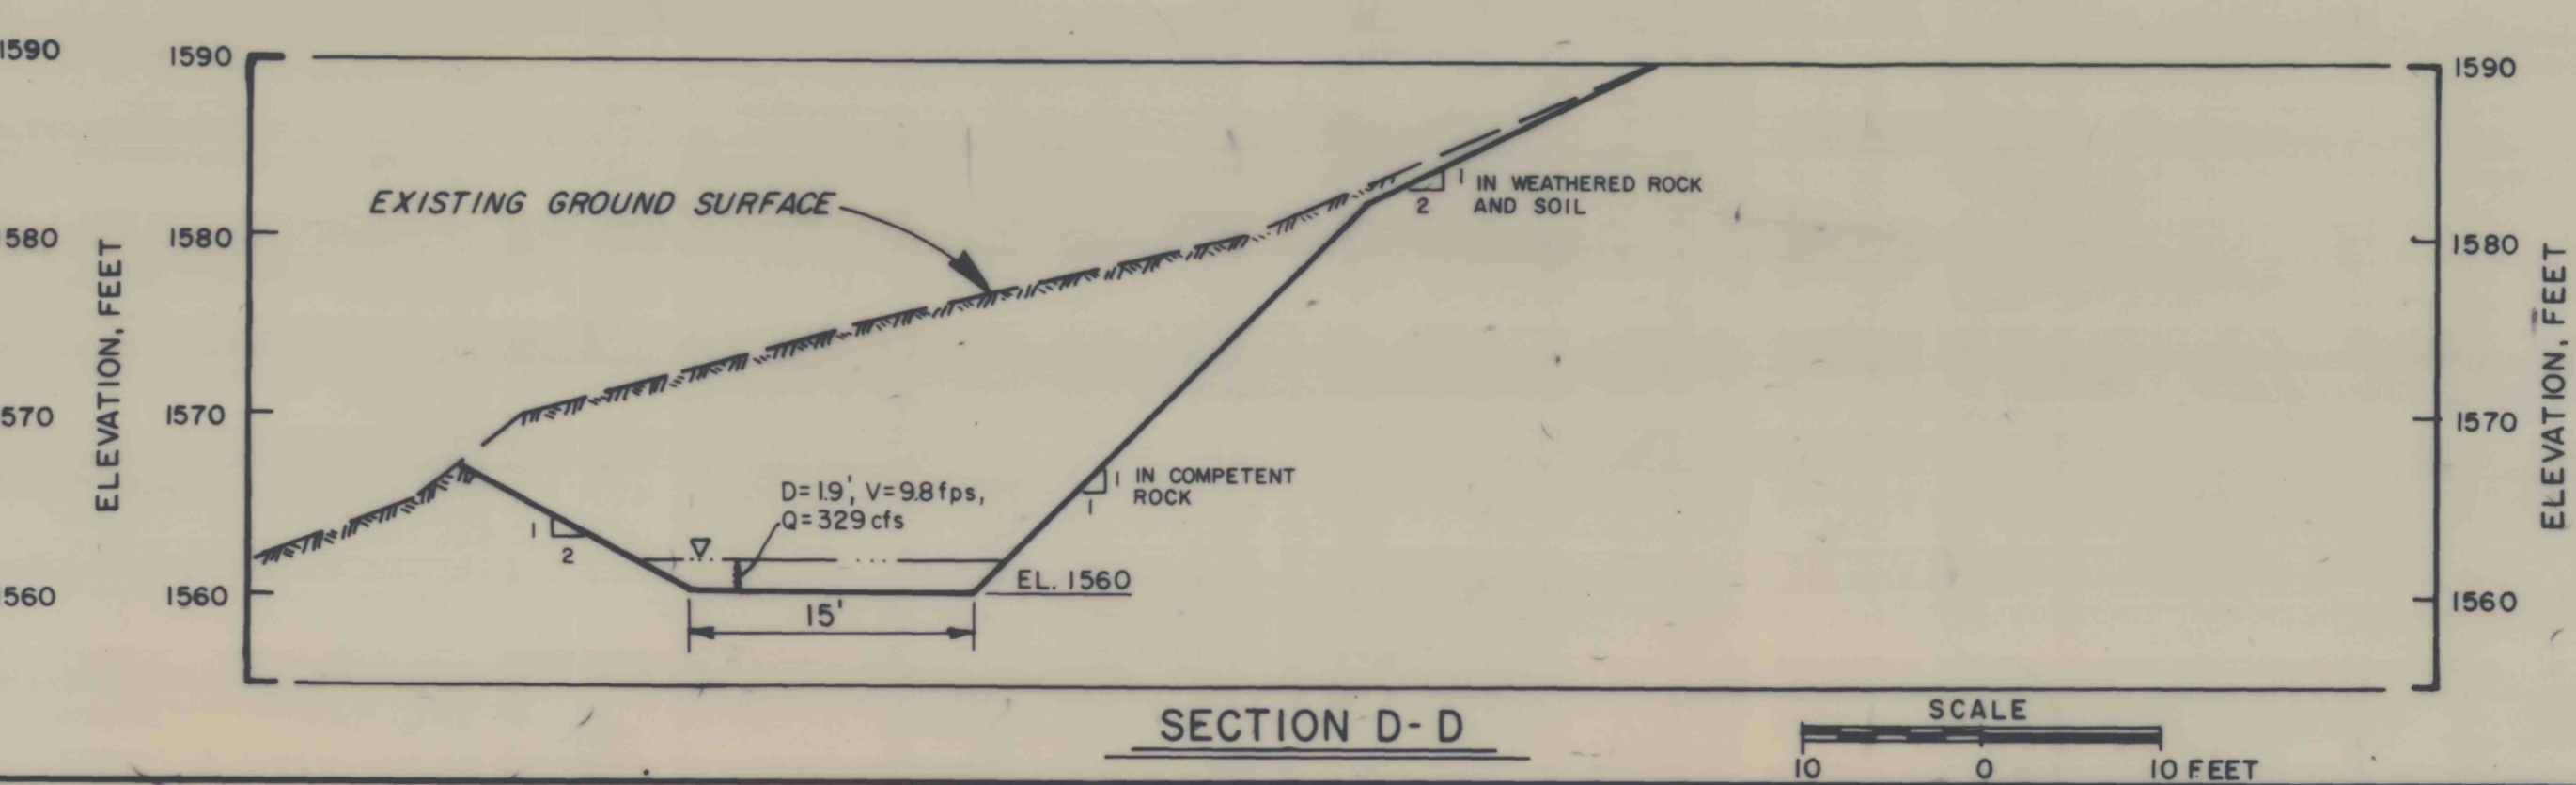 1590
580
570
560
ELEVATION, FEET
1590
1580
1570
1560
EXISTING GROUND SURFACE
1 IN WEATHERED ROCK
2 AND SOIL
1 IN COMPETENT
1 ROCK
D=1.9', V=9.8 fps,
Q=329 cfs
1
2
EL. 1560
15'
1590
1580
1570
1560
ELEVATION, FEET
SECTION D-D
SCALE
10 0 10 FEET